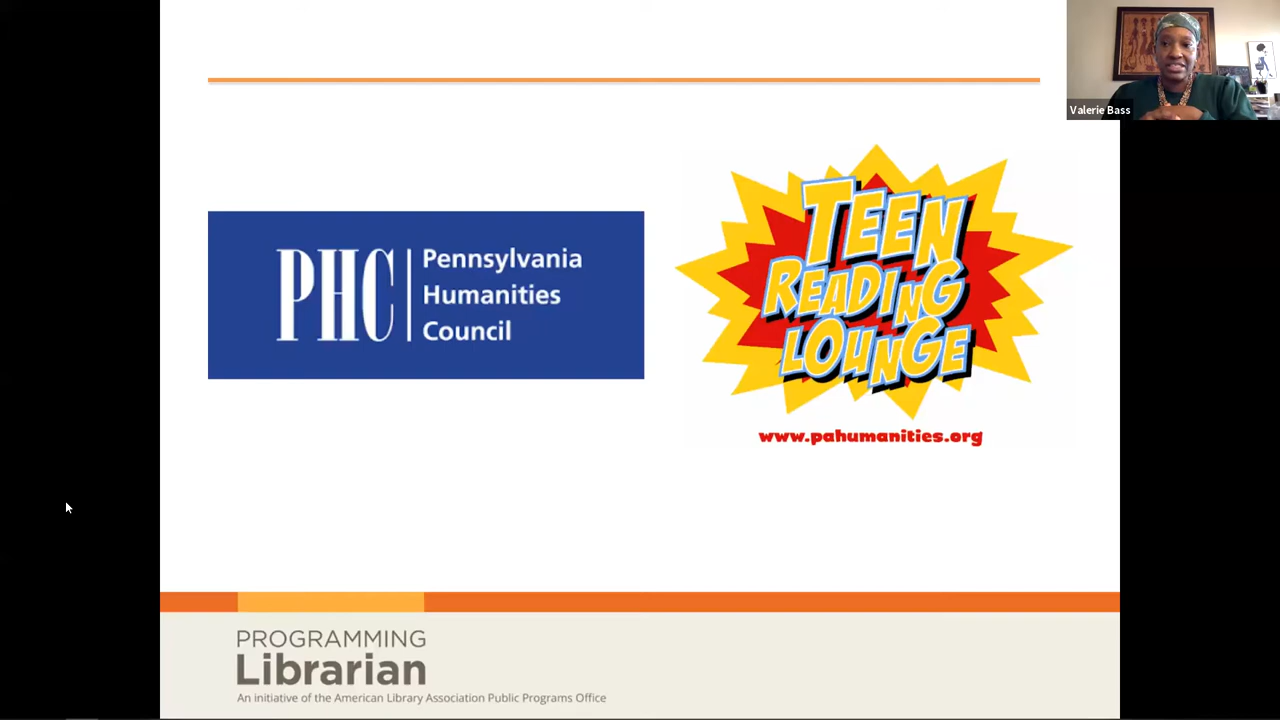 Valerie Bass
PHC
Pennsylvania
Humanities
Council
TEEN
READING
LOUNGE
www.pahumanities.org
PROGRAMMING
Librarian
An initiative of the American Library Association Public Programs Office